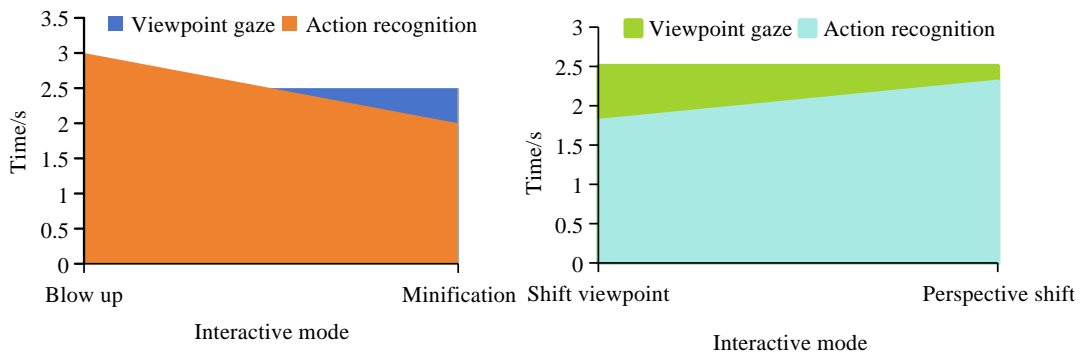 Viewpoint gaze Action recognition
3.5
3
2.5
2
1.5
1
0.5
0
Time/s
Blow up Minification
Interactive mode
Viewpoint gaze Action recognition
3
2.5
2
1.5
1
0.5
0
Time/s
Shift viewpoint Perspective shift
Interactive mode